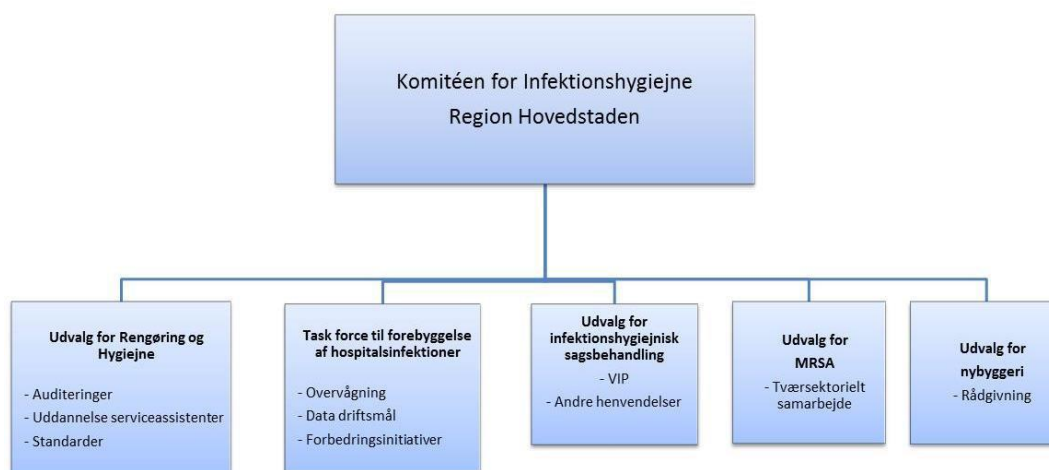 Komitéen for Infektionshygiejne
Region Hovedstaden
Udvalg for Rengøring og
Hygiejne
- Auditeringer
- Uddannelse serviceassistenter
- Standarder
Task force til forebyggelse
af hospitalsinfektioner
- Overvågning
- Data driftsmål
- Forbedringsinitiativer
Udvalg for
infektionshygiejnisk
sagsbehandling
- VIP
- Andre henvendelser
Udvalg for
MRSA
- Tværsektorielt
samarbejde
Udvalg for
nybyggeri
- Rådgivning